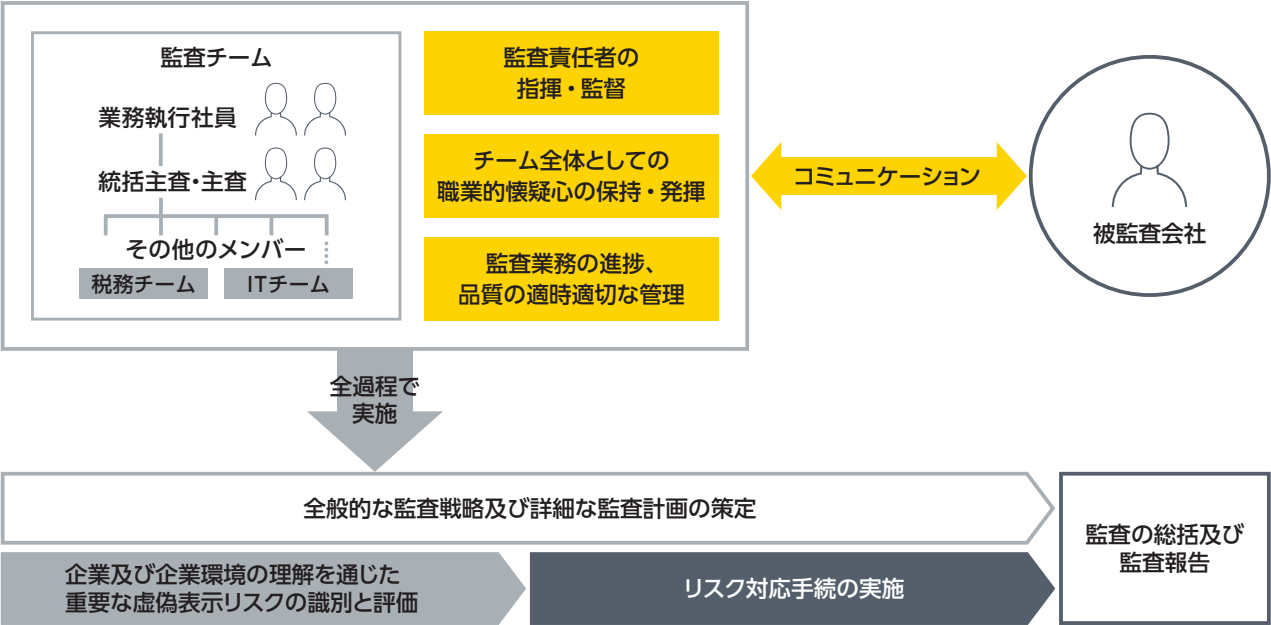 監査チーム
業務執行社員
統括主査・主査
その他のメンバー
税務チーム
ITチーム
監査責任者の
指揮・監督
チーム全体としての
職業的懐疑心の保持・発揮
監査業務の進捗、
品質の適時適切な管理
コミュニケーション
被監査会社
全過程で
実施
全般的な監査戦略及び詳細な監査計画の策定
企業及び企業環境の理解を通じた
重要な虚偽表示リスクの識別と評価
リスク対応手続の実施
監査の総括及び
監査報告